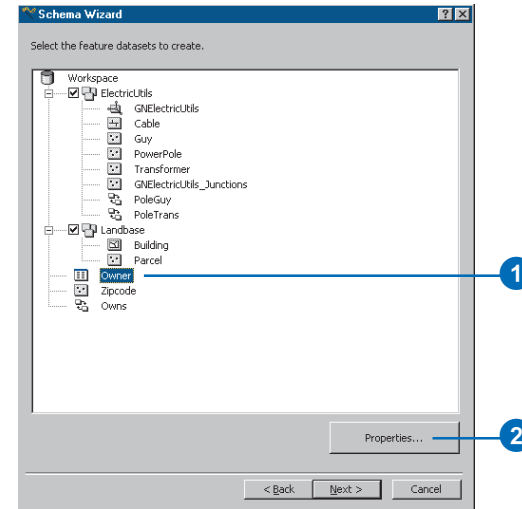 Schema Wizard
Select the feature datasets to create.
Workspace
ElectricUtils
GNElectricUtils
Cable
Guy
PowerPole
Transformer
GNElectricUtils_Junctions
PoleGuy
PoleTrans
Landbase
Building
Parcel
Owner
1
Zipcode
Owns
Properties...
2
< Back
Next >
Cancel